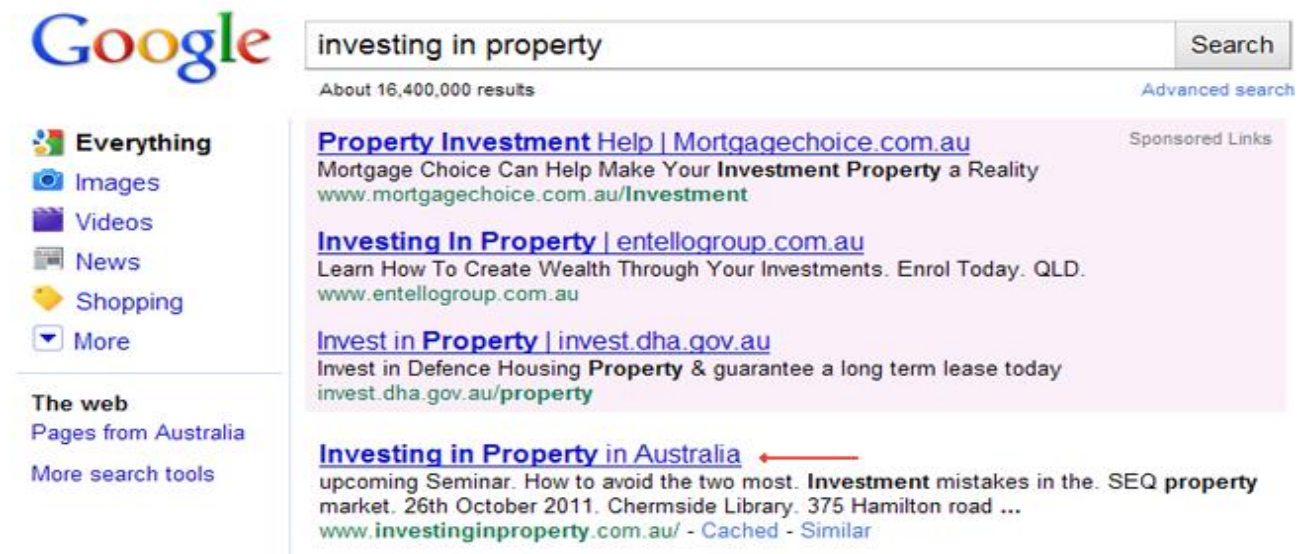 Google
investing in property
Search
About 16,400,000 results
Advanced search
Everything
Images
Videos
News
Shopping
More
The web
Pages from Australia
More search tools
Property Investment Help | Mortgagechoice.com.au
Sponsored Links
Mortgage Choice Can Help Make Your Investment Property a Reality
www.mortgagechoice.com.au/Investment
Investing In Property | entellogroup.com.au
Learn How To Create Wealth Through Your Investments. Enrol Today. QLD.
www.entellogroup.com.au
Invest in Property | invest.dha.gov.au
Invest in Defence Housing Property & guarantee a long term lease today
invest.dha.gov.au/property
Investing in Property in Australia
upcoming Seminar. How to avoid the two most. Investment mistakes in the. SEQ property
market. 26th October 2011. Chermside Library. 375 Hamilton road ...
www.investinginproperty.com.au/ - Cached - Similar